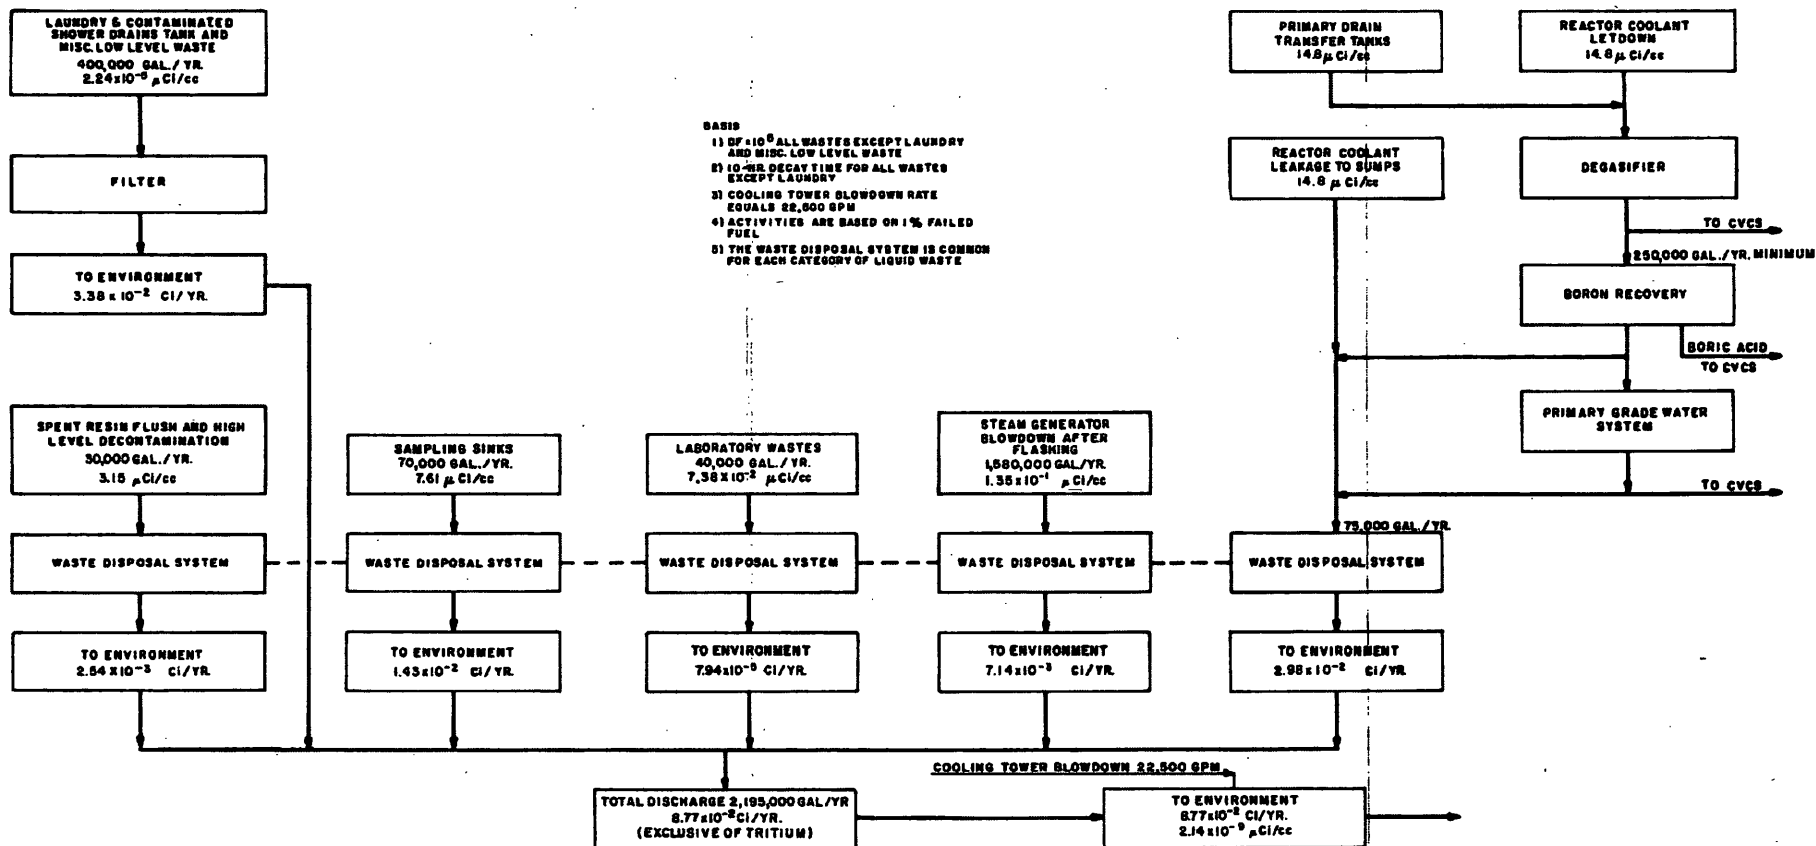 LAUNDRY & CONTAMINATED
SHOWER DRAINS TANK AND
MISC. LOW LEVEL WASTE
400,000 GAL./ YR.
2.24x10⁻⁵ μCi/cc
FILTER
TO ENVIRONMENT
3.38 x 10⁻² Ci/YR.
BASIS
1) DF=10⁵ ALL WASTES EXCEPT LAUNDRY
AND MISC. LOW LEVEL WASTE
2) 10-HR. DECAY TIME FOR ALL WASTES
EXCEPT LAUNDRY
3) COOLING TOWER BLOWDOWN RATE
EQUALS 22,500 GPM
4) ACTIVITIES ARE BASED ON 1% FAILED
FUEL
5) THE WASTE DISPOSAL SYSTEM IS COMMON
FOR EACH CATEGORY OF LIQUID WASTE
PRIMARY DRAIN
TRANSFER TANKS
14.8 μCi/cc
REACTOR COOLANT
LETDOWN
14.8 μCi/cc
REACTOR COOLANT
LEAKAGE TO SUMPS
14.8 μCi/cc
DEGASIFIER
TO CVCS
250,000 GAL./YR. MINIMUM
BORON RECOVERY
BORIC ACID
TO CVCS
PRIMARY GRADE WATER
SYSTEM
TO CVCS
SPENT RESIN FLUSH AND HIGH
LEVEL DECONTAMINATION
30,000 GAL./YR.
3.15 μCi/cc
SAMPLING SINKS
70,000 GAL./YR.
7.61 μCi/cc
LABORATORY WASTES
40,000 GAL./YR.
7.38X10⁻² μCi/cc
STEAM GENERATOR
BLOWDOWN AFTER
FLASHING
1,580,000 GAL/YR.
1.35x10⁻¹ μCi/cc
75,000 GAL./YR.
WASTE DISPOSAL SYSTEM
WASTE DISPOSAL SYSTEM
WASTE DISPOSAL SYSTEM
WASTE DISPOSAL SYSTEM
WASTE DISPOSAL SYSTEM
TO ENVIRONMENT
2.54X10⁻³ Ci/YR.
TO ENVIRONMENT
1.43x10⁻² Ci/YR.
TO ENVIRONMENT
7.94x10⁻⁵ Ci/YR.
TO ENVIRONMENT
7.14x10⁻³ Ci/YR.
TO ENVIRONMENT
2.98x10⁻² Ci/YR.
COOLING TOWER BLOWDOWN 22,500 GPM
TOTAL DISCHARGE 2,195,000 GAL/YR
8.77x10⁻² Ci/YR.
(EXCLUSIVE OF TRITIUM)
TO ENVIRONMENT
8.77x10⁻² Ci/YR.
2.14x10⁻⁹ μCi/cc